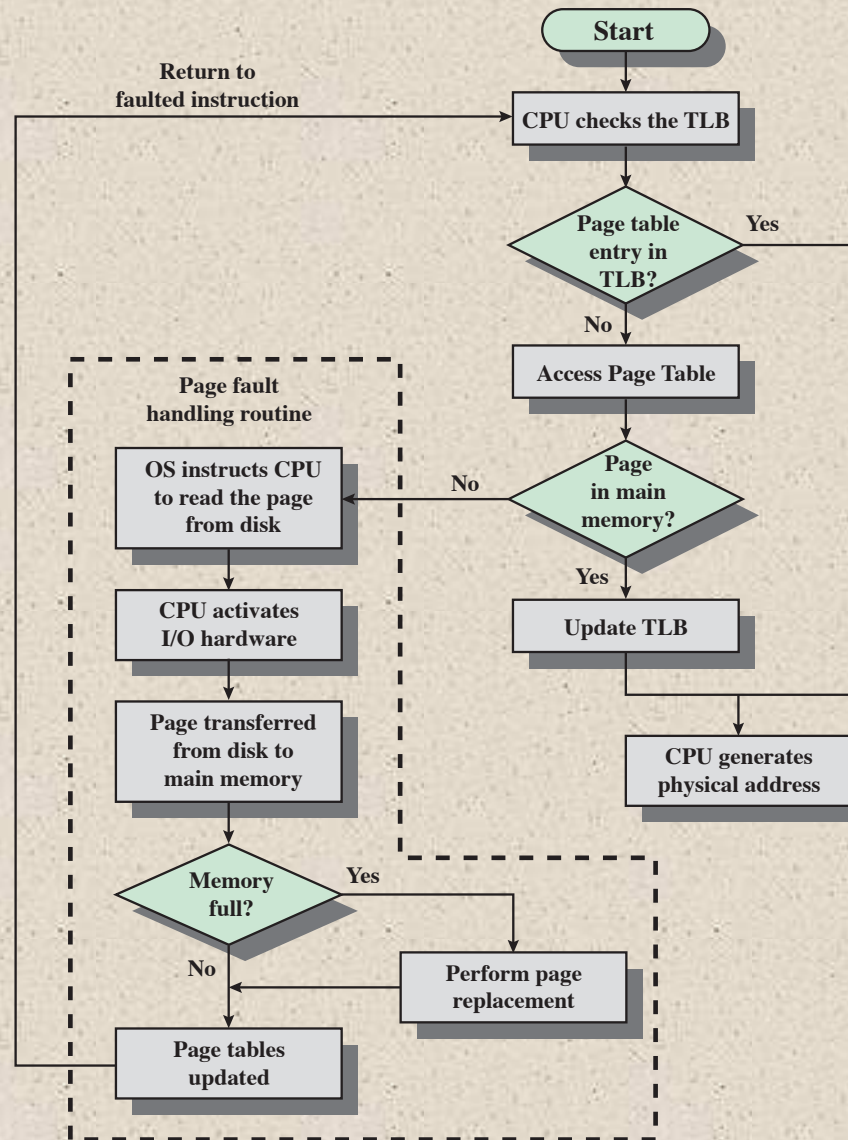 Start
Return to
faulted instruction
CPU checks the TLB
Page table
entry in
TLB?
Yes
No
Access Page Table
Page fault
handling routine
OS instructs CPU
to read the page
from disk
No
Page
in main
memory?
Yes
CPU activates
I/O hardware
Update TLB
Page transferred
from disk to
main memory
CPU generates
physical address
Memory
full?
Yes
No
Perform page
replacement
Page tables
updated